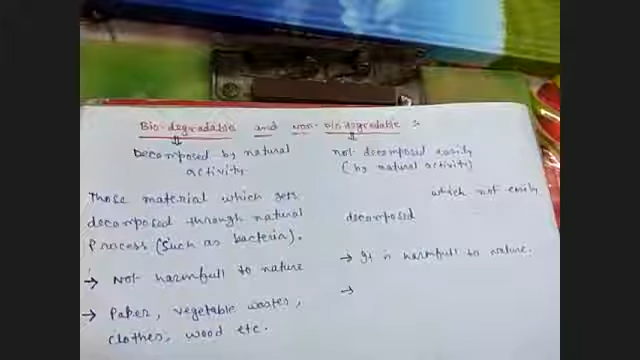 Bio-degradable and Non-biodegradable :-
Decomposed by natural
activity
not decomposed easily
(by natural activity)
Those material which gets
decomposed through natural
Process (Such as bacteria).
which not easily
decomposed
→ Not harmfull to nature
→ It is harmfull to nature.
→ Paper, vegetable wastes,
clothes, wood etc.
→